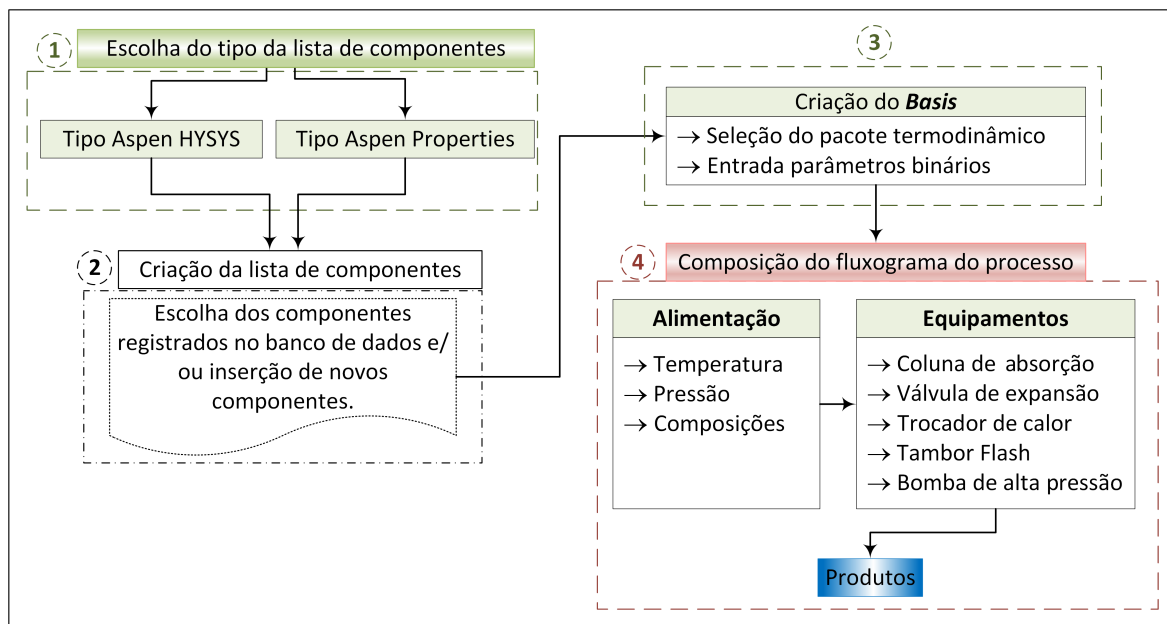 1
Escolha do tipo da lista de componentes
Tipo Aspen HYSYS
Tipo Aspen Properties
2
Criação da lista de componentes
Escolha dos componentes
registrados no banco de dados e/
ou inserção de novos
componentes.
3
Criação do Basis
→ Seleção do pacote termodinâmico
→ Entrada parâmetros binários
4
Composição do fluxograma do processo
Alimentação
→ Temperatura
→ Pressão
→ Composições
Equipamentos
→ Coluna de absorção
→ Válvula de expansão
→ Trocador de calor
→ Tambor Flash
→ Bomba de alta pressão
Produtos